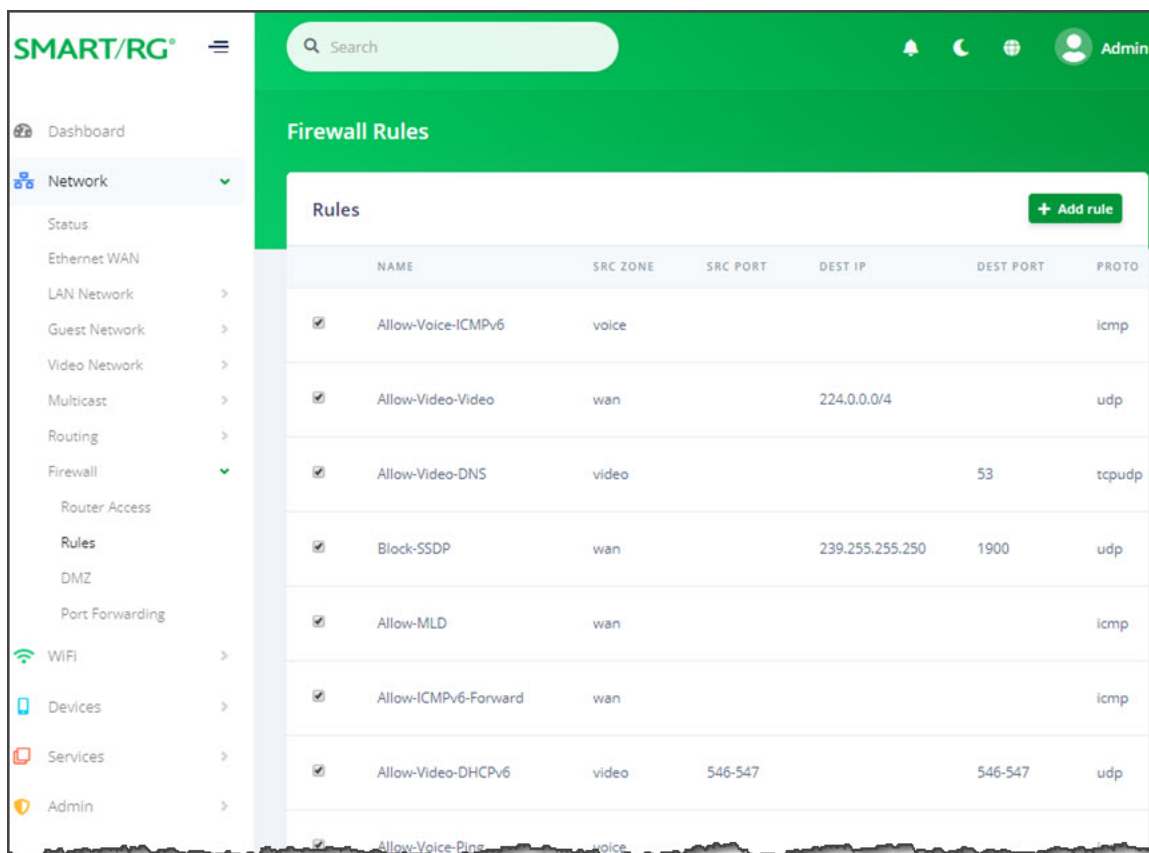 SMART/RG®
Search
Admin
Dashboard
Network
Status
Ethernet WAN
LAN Network
Guest Network
Video Network
Multicast
Routing
Firewall
Router Access
Rules
DMZ
Port Forwarding
WiFi
Devices
Services
Admin
Firewall Rules
Rules
+ Add rule
NAME SRC ZONE SRC PORT DEST IP DEST PORT PROTO
Allow-Voice-ICMPv6 voice icmp
Allow-Video-Video wan 224.0.0.0/4 udp
Allow-Video-DNS video 53 tcpudp
Block-SSDP wan 239.255.255.250 1900 udp
Allow-MLD wan icmp
Allow-ICMPv6-Forward wan icmp
Allow-Video-DHCPv6 video 546-547 546-547 udp
Allow-Voice-Ping voice